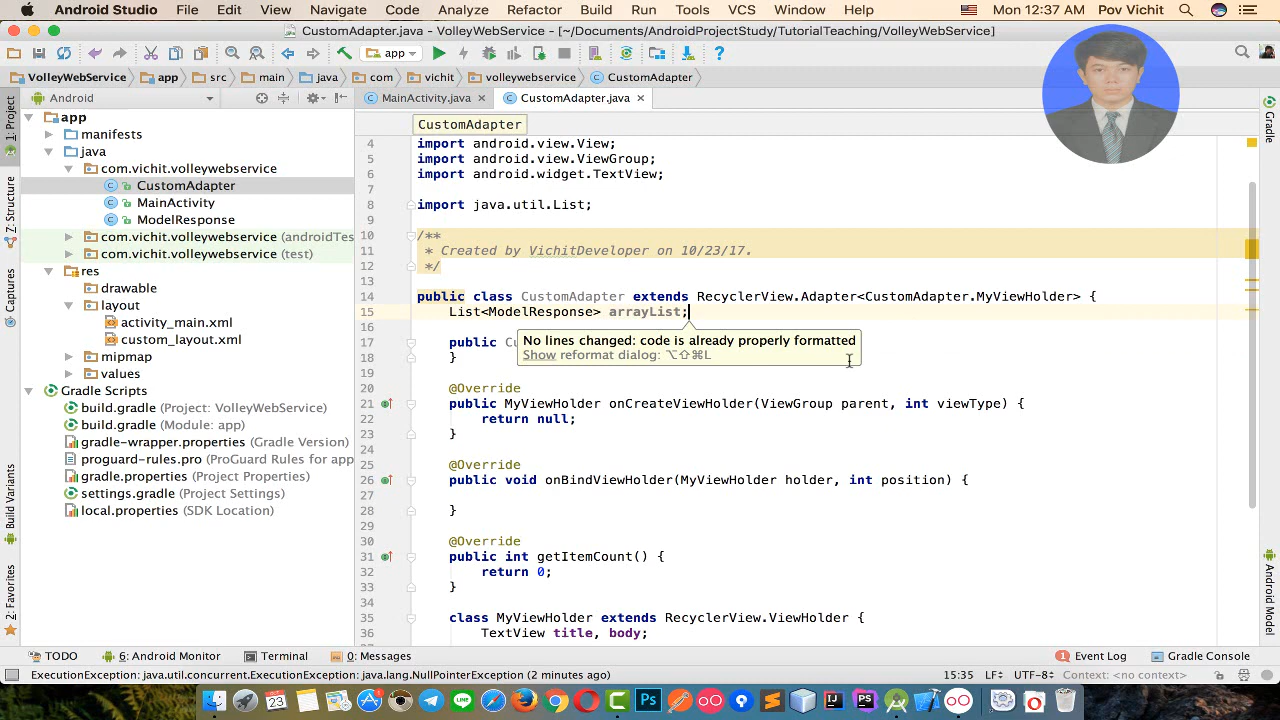 Android Studio File Edit View Navigate Code Analyze Refactor Build Run Tools VCS Window Help Mon 12:37 AM Pov Vichit
CustomAdapter.java - VolleyWebService - [~/Documents/AndroidProjectStudy/TutorialTeaching/VolleyWebService]
app
VolleyWebService app src main java com vichit volleywebservice CustomAdapter
Android
MainActivity.java CustomAdapter.java
CustomAdapter
1: Project
Z: Structure
Captures
Build Variants
2: Favorites
app
manifests
java
com.vichit.volleywebservice
CustomAdapter
MainActivity
ModelResponse
com.vichit.volleywebservice (androidTes
com.vichit.volleywebservice (test)
res
drawable
layout
activity_main.xml
custom_layout.xml
mipmap
values
Gradle Scripts
build.gradle (Project: VolleyWebService)
build.gradle (Module: app)
gradle-wrapper.properties (Gradle Version)
proguard-rules.pro (ProGuard Rules for app
gradle.properties (Project Properties)
settings.gradle (Project Settings)
local.properties (SDK Location)
4 import android.view.View;
5 import android.view.ViewGroup;
6 import android.widget.TextView;
7
8 import java.util.List;
9
10 /**
11 * Created by VichitDeveloper on 10/23/17.
12 */
13
14 public class CustomAdapter extends RecyclerView.Adapter<CustomAdapter.MyViewHolder> {
15 List<ModelResponse> arrayList;
16
No lines changed: code is already properly formatted
Show reformat dialog: ⌥⇧⌘L
17 public Cu
18 }
19
20 @Override
21 public MyViewHolder onCreateViewHolder(ViewGroup parent, int viewType) {
22 return null;
23 }
24
25 @Override
26 public void onBindViewHolder(MyViewHolder holder, int position) {
27
28 }
29
30 @Override
31 public int getItemCount() {
32 return 0;
33 }
34
35 class MyViewHolder extends RecyclerView.ViewHolder {
36 TextView title, body;
Gradle
Android Model
TODO 6: Android Monitor Terminal 0: Messages 1 Event Log Gradle Console
ExecutionException: java.util.concurrent.ExecutionException: java.lang.NullPointerException (2 minutes ago) 15:35 LF÷ UTF-8÷ Context: <no context>
23 Ps IJ PS